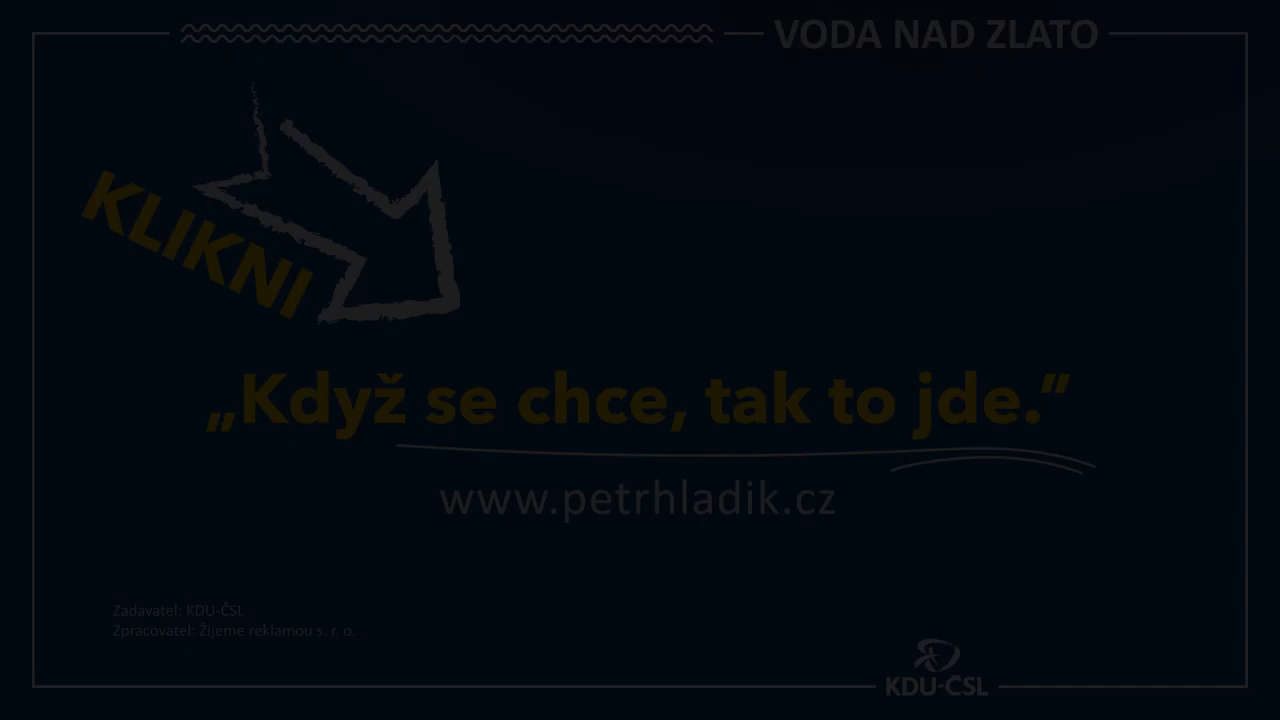 VODA NAD ZLATO
KLIKNI
„Když se chce, tak to jde.”
www.petrhladik.cz
Zadavatel: KDU-ČSL
Zpracovatel: Žijeme reklamou s. r. o.
KDU-ČSL